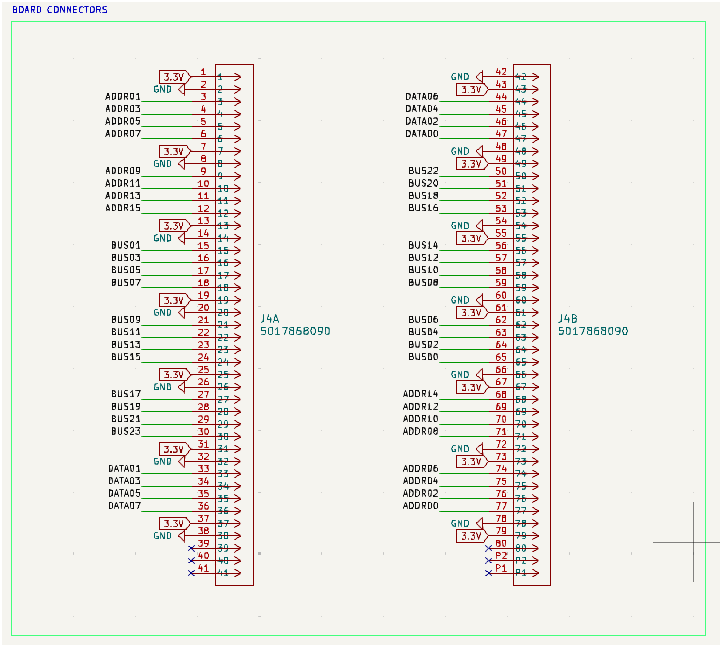 BOARD CONNECTORS
3.3V 1 1
GND 2 2
ADDR01 3 3
ADDR03 4 4
ADDR05 5 5
ADDR07 6 6
3.3V 7 7
GND 8 8
ADDR09 9 9
ADDR11 10 10
ADDR13 11 11
ADDR15 12 12
3.3V 13 13
GND 14 14
BUS01 15 15
BUS03 16 16
BUS05 17 17
BUS07 18 18
3.3V 19 19
GND 20 20
BUS09 21 21
BUS11 22 22
BUS13 23 23
BUS15 24 24
3.3V 25 25
GND 26 26
BUS17 27 27
BUS19 28 28
BUS21 29 29
BUS23 30 30
3.3V 31 31
GND 32 32
DATA01 33 33
DATA03 34 34
DATA05 35 35
DATA07 36 36
3.3V 37 37
GND 38 38
39 39
40 40
41 41
J4A
5017868090
GND 42 42
3.3V 43 43
DATA06 44 44
DATA04 45 45
DATA02 46 46
DATA00 47 47
GND 48 48
3.3V 49 49
BUS22 50 50
BUS20 51 51
BUS18 52 52
BUS16 53 53
GND 54 54
3.3V 55 55
BUS14 56 56
BUS12 57 57
BUS10 58 58
BUS08 59 59
GND 60 60
3.3V 61 61
BUS06 62 62
BUS04 63 63
BUS02 64 64
BUS00 65 65
GND 66 66
3.3V 67 67
ADDR14 68 68
ADDR12 69 69
ADDR10 70 70
ADDR08 71 71
GND 72 72
3.3V 73 73
ADDR06 74 74
ADDR04 75 75
ADDR02 76 76
ADDR00 77 77
GND 78 78
3.3V 79 79
80 80
P2 P2
P1 P1
J4B
5017868090